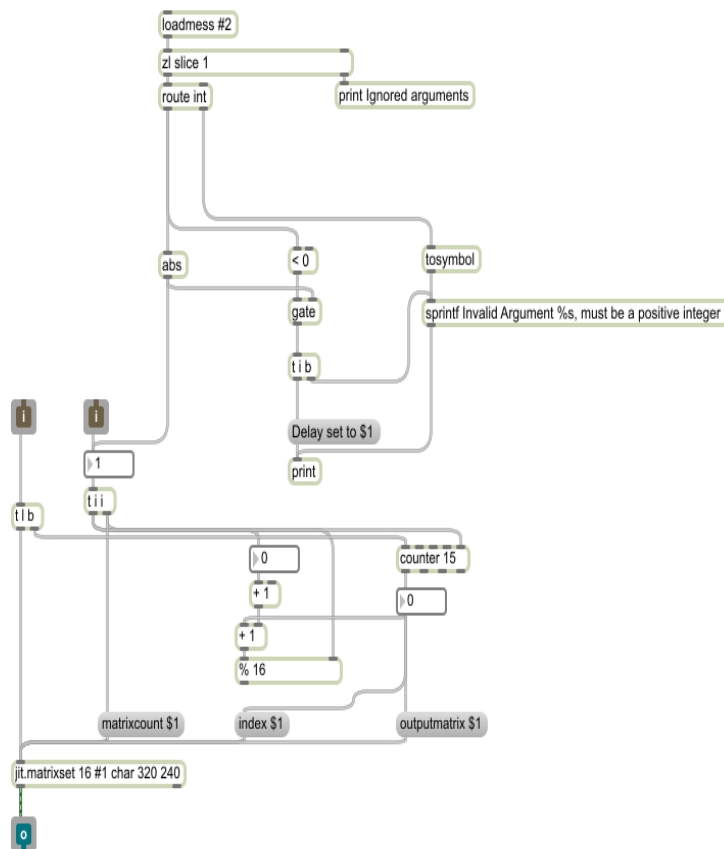 loadmess #2
zl slice 1
print Ignored arguments
route int
abs
< 0
tosymbol
gate
sprintf Invalid Argument %s, must be a positive integer
t i b
Delay set to $1
print
i
i
1
t l b
t i i
0
counter 15
+ 1
0
+ 1
% 16
matrixcount $1
index $1
outputmatrix $1
jit.matrixset 16 #1 char 320 240
o